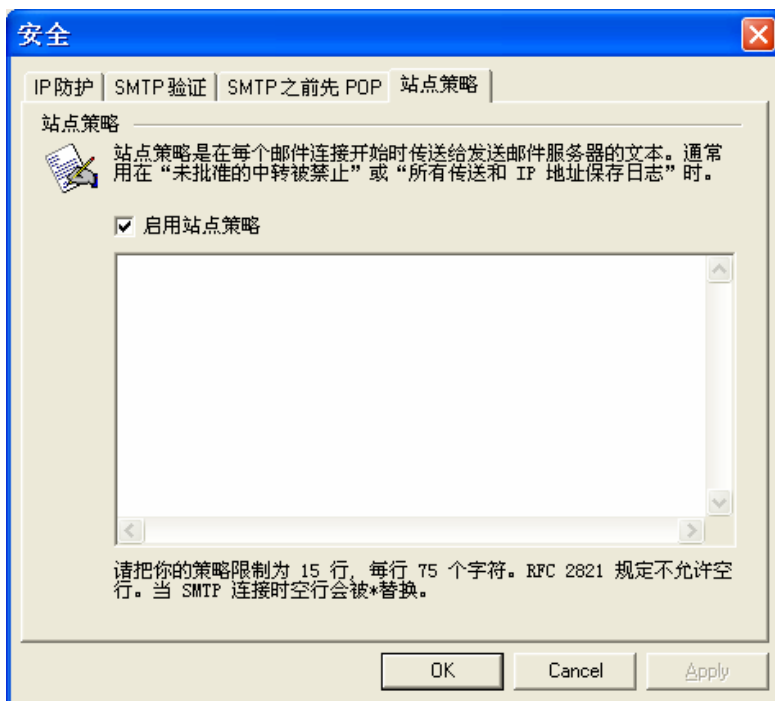 安全
IP防护 SMTP验证 SMTP之前先 POP 站点策略
站点策略
站点策略是在每个邮件连接开始时传送给发送邮件服务器的文本。通常
用在“未批准的中转被禁止”或“所有传送和 IP 地址保存日志”时。
启用站点策略
请把你的策略限制为 15 行, 每行 75 个字符。RFC 2821 规定不允许空
行。当 SMTP 连接时空行会被*替换。
OK Cancel Apply